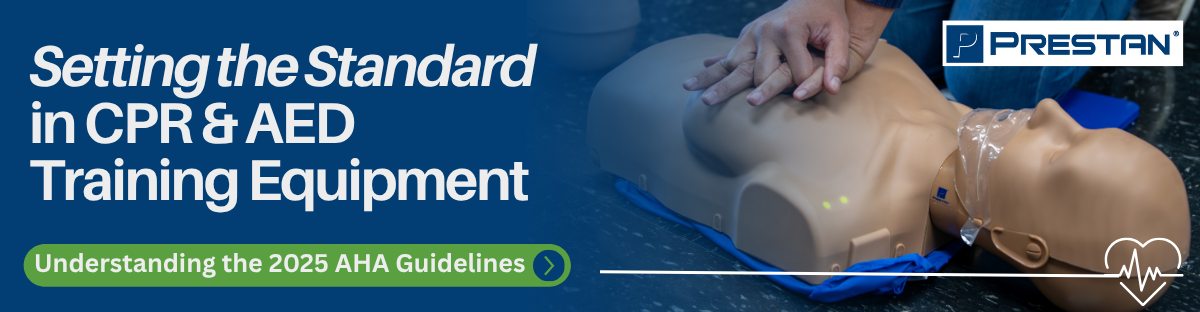 Setting the Standard
in CPR & AED
Training Equipment
Understanding the 2025 AHA Guidelines
PRESTAN®